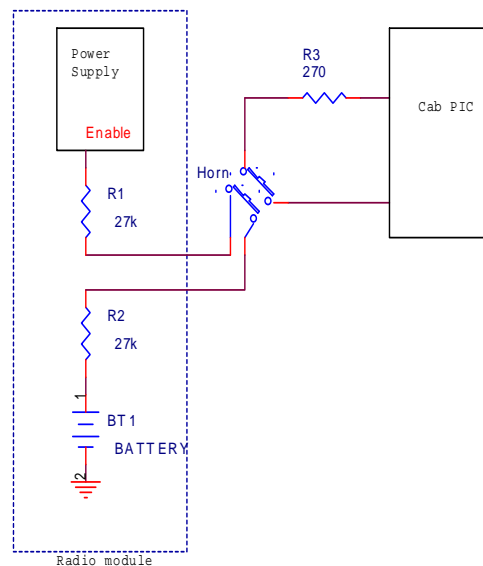 Power
Supply
Enable
R1
27k
R2
27k
1
BT1
BATTERY
2
Radio module
Horn
R3
270
Cab PIC